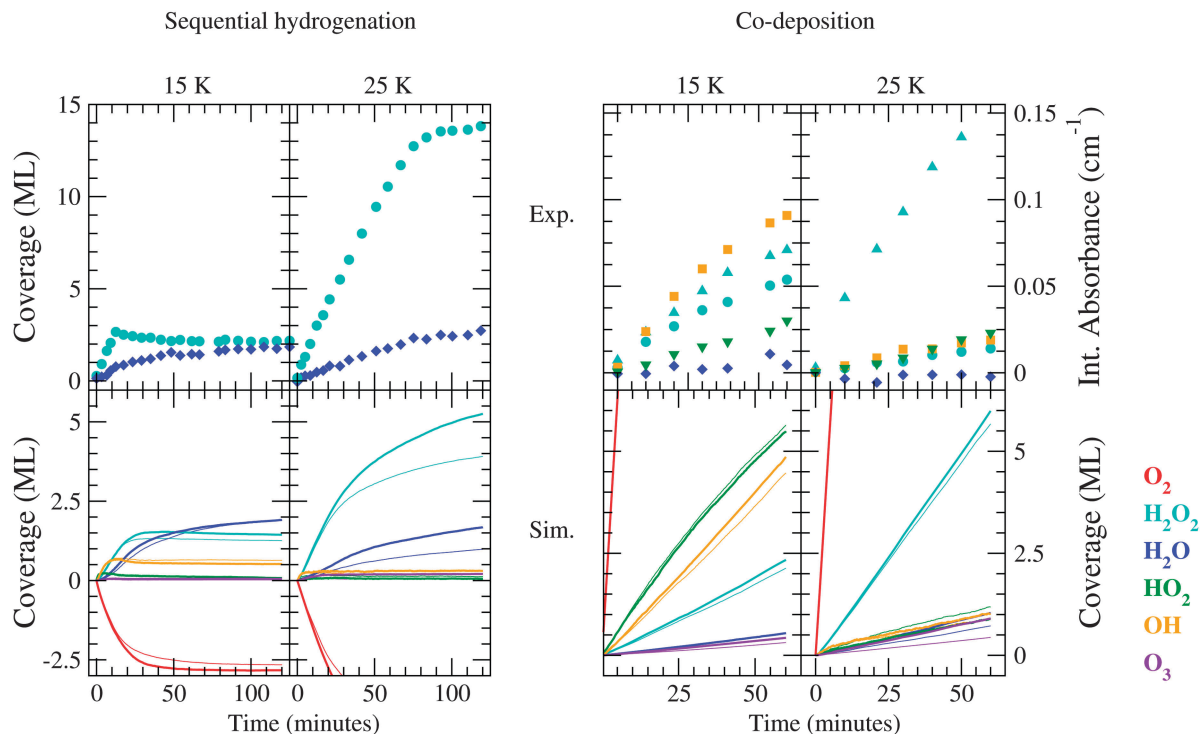 Sequential hydrogenation
Co-deposition
15 K
25 K
15 K
25 K
15
10
5
0
Coverage (ML)
Exp.
0.15
0.1
0.05
0
Int. Absorbance (cm⁻¹)
5
2.5
0
-2.5
Coverage (ML)
Sim.
5
2.5
0
Coverage (ML)
O₂
H₂O₂
H₂O
HO₂
OH
O₃
0
50
100
0
50
100
Time (minutes)
25
50
0
25
50
Time (minutes)